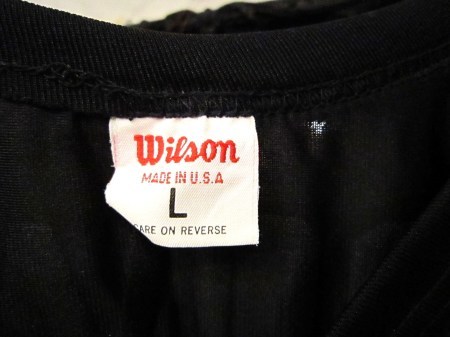 Wilson
MADE IN U.S.A
L
CARE ON REVERSE